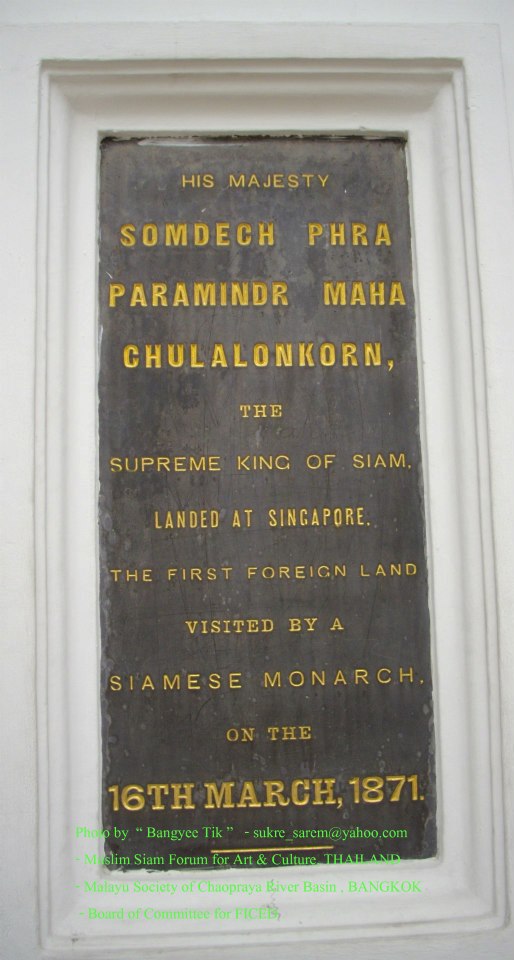 HIS MAJESTY
SOMDECH PHRA
PARAMINDR MAHA
CHULALONKORN,
THE
SUPREME KING OF SIAM,
LANDED AT SINGAPORE,
THE FIRST FOREIGN LAND
VISITED BY A
SIAMESE MONARCH,
ON THE
16TH MARCH, 1871.
Photo by “ Bangyee Tik ” - sukre_sarem@yahoo.com
- Muslim Siam Forum for Art & Culture, THAILAND
- Malayu Society of Chaopraya River Basin , BANGKOK
- Board of Committee for